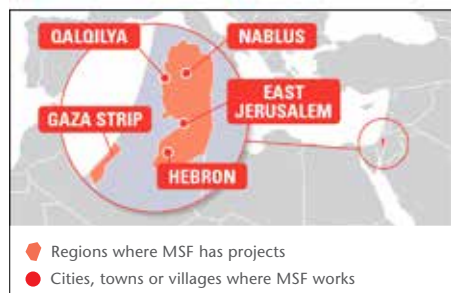 QALQILYA
NABLUS
GAZA STRIP
EAST
JERUSALEM
HEBRON
Regions where MSF has projects
Cities, towns or villages where MSF works